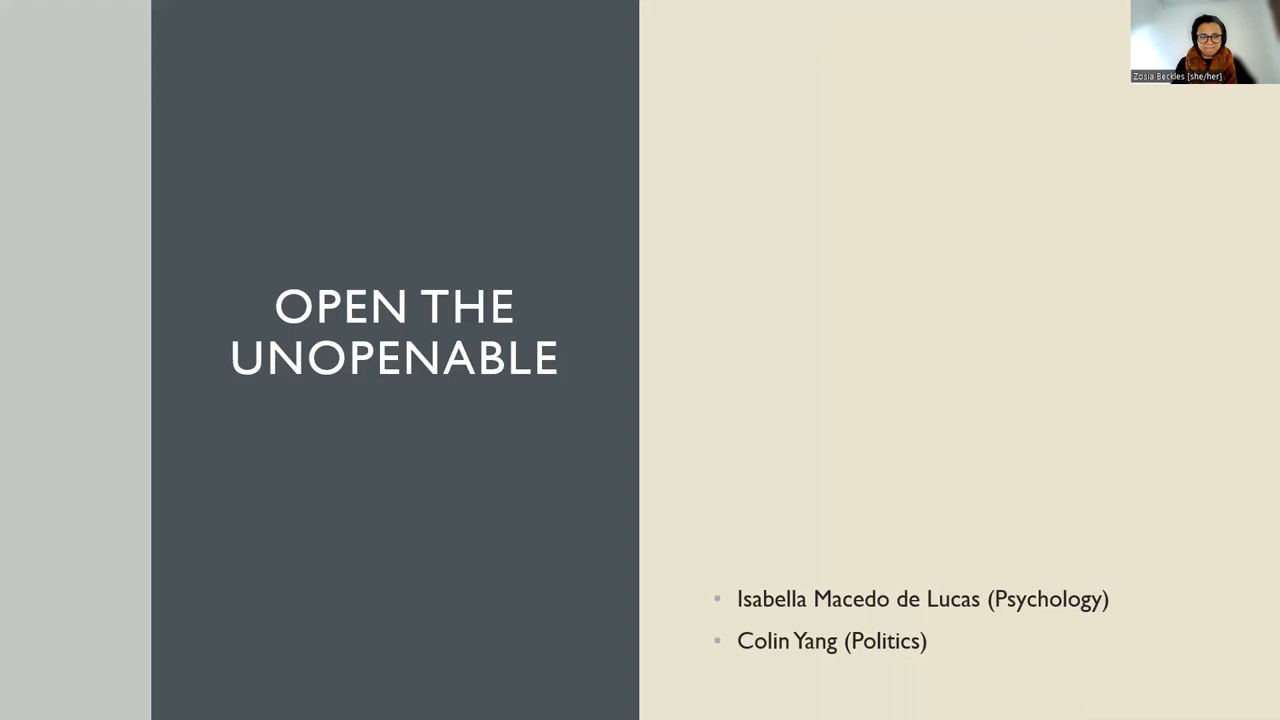 OPEN THE
UNOPENABLE
Zosia Beckles [she/her]
• Isabella Macedo de Lucas (Psychology)
• Colin Yang (Politics)